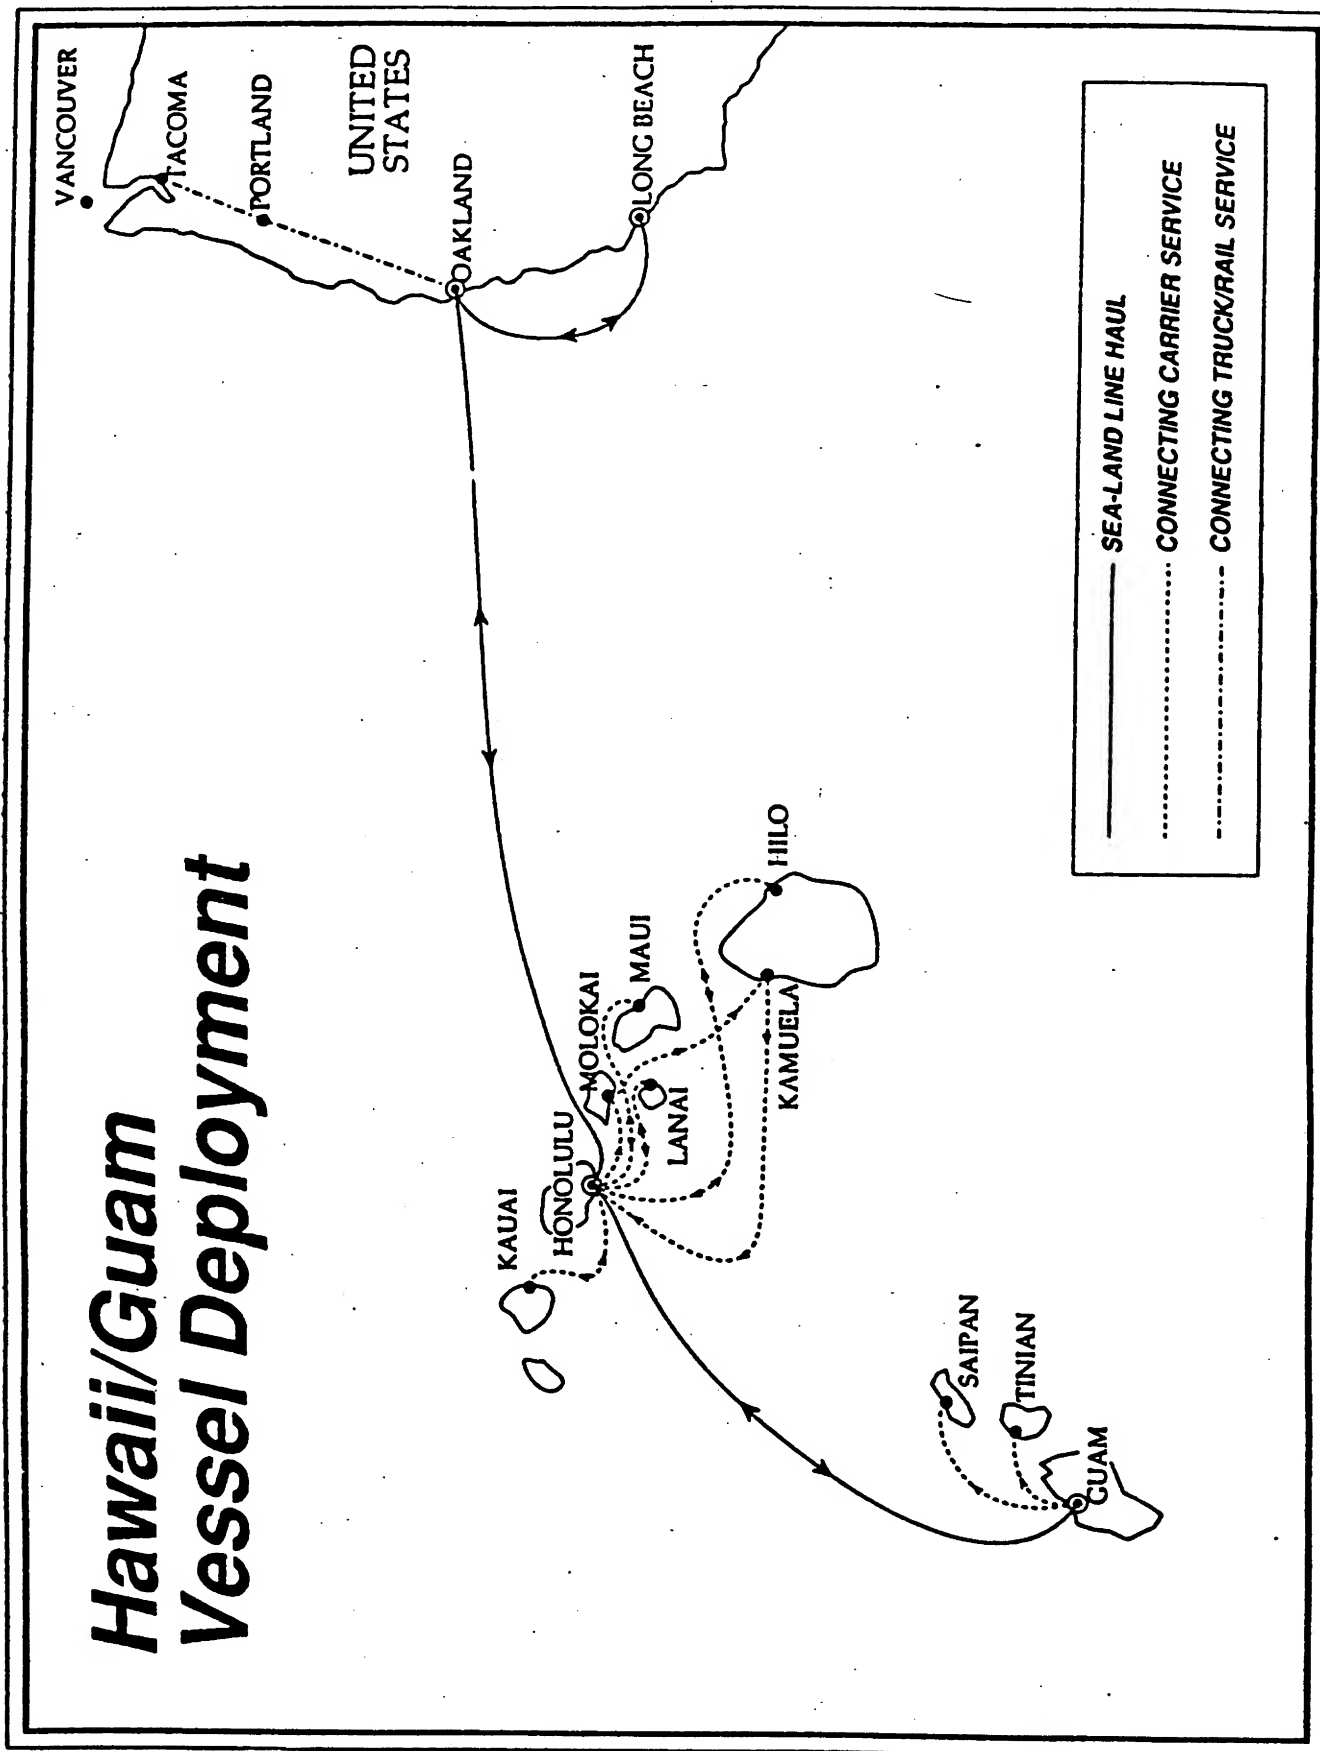 Hawaii/Guam
Vessel Deployment
VANCOUVER
TACOMA
PORTLAND
UNITED
STATES
OAKLAND
LONG BEACH
KAUAI
HONOLULU
MOLOKAI
MAUI
LANAI
HILO
KAMUELA
SAIPAN
TINIAN
GUAM
SEA-LAND LINE HAUL
CONNECTING CARRIER SERVICE
CONNECTING TRUCK/RAIL SERVICE